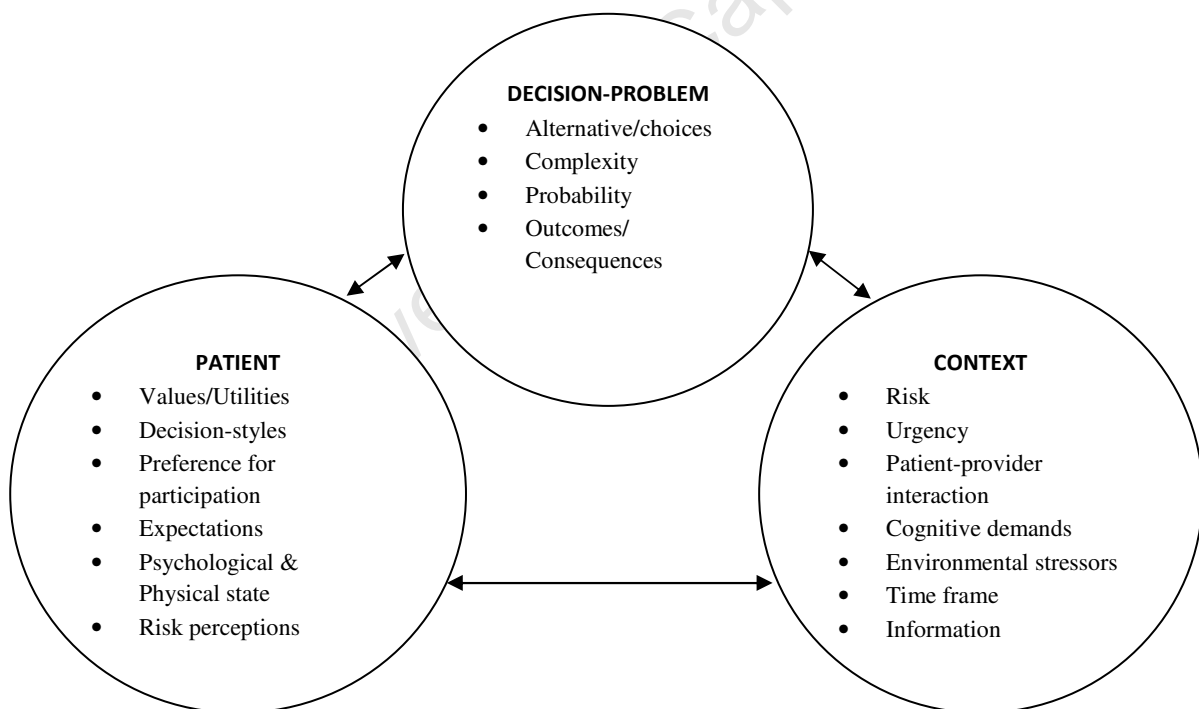 DECISION-PROBLEM
• Alternative/choices
• Complexity
• Probability
• Outcomes/
Consequences
PATIENT
• Values/Utilities
• Decision-styles
• Preference for
participation
• Expectations
• Psychological &
Physical state
• Risk perceptions
CONTEXT
• Risk
• Urgency
• Patient-provider
interaction
• Cognitive demands
• Environmental stressors
• Time frame
• Information